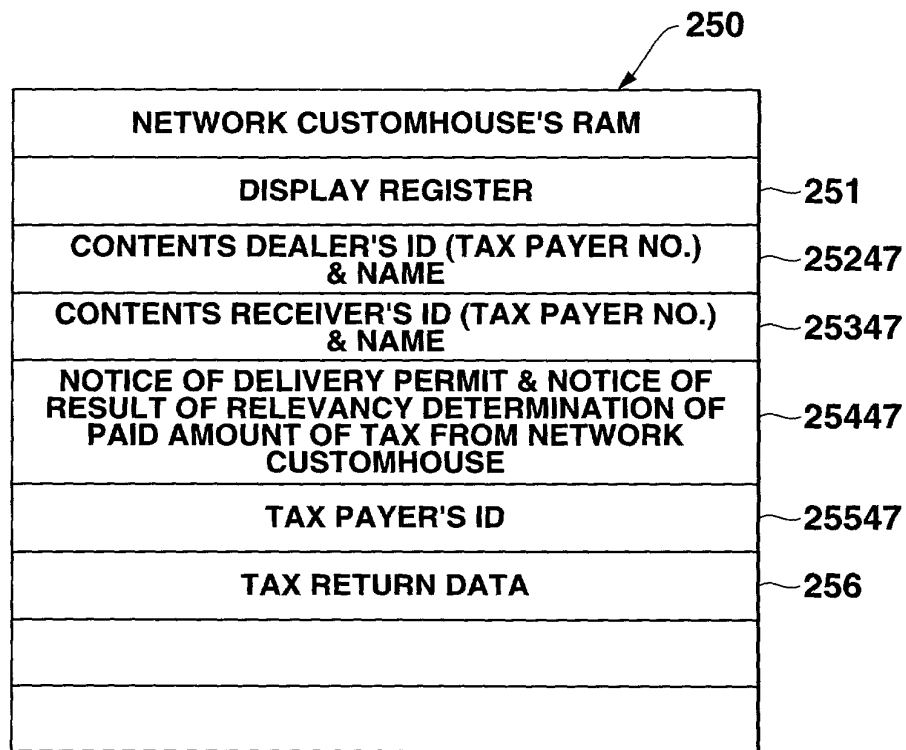 250
NETWORK CUSTOMHOUSE'S RAM
DISPLAY REGISTER
251
CONTENTS DEALER'S ID (TAX PAYER NO.)
& NAME
25247
CONTENTS RECEIVER'S ID (TAX PAYER NO.)
& NAME
25347
NOTICE OF DELIVERY PERMIT & NOTICE OF
RESULT OF RELEVANCY DETERMINATION OF
PAID AMOUNT OF TAX FROM NETWORK
CUSTOMHOUSE
25447
TAX PAYER'S ID
25547
TAX RETURN DATA
256